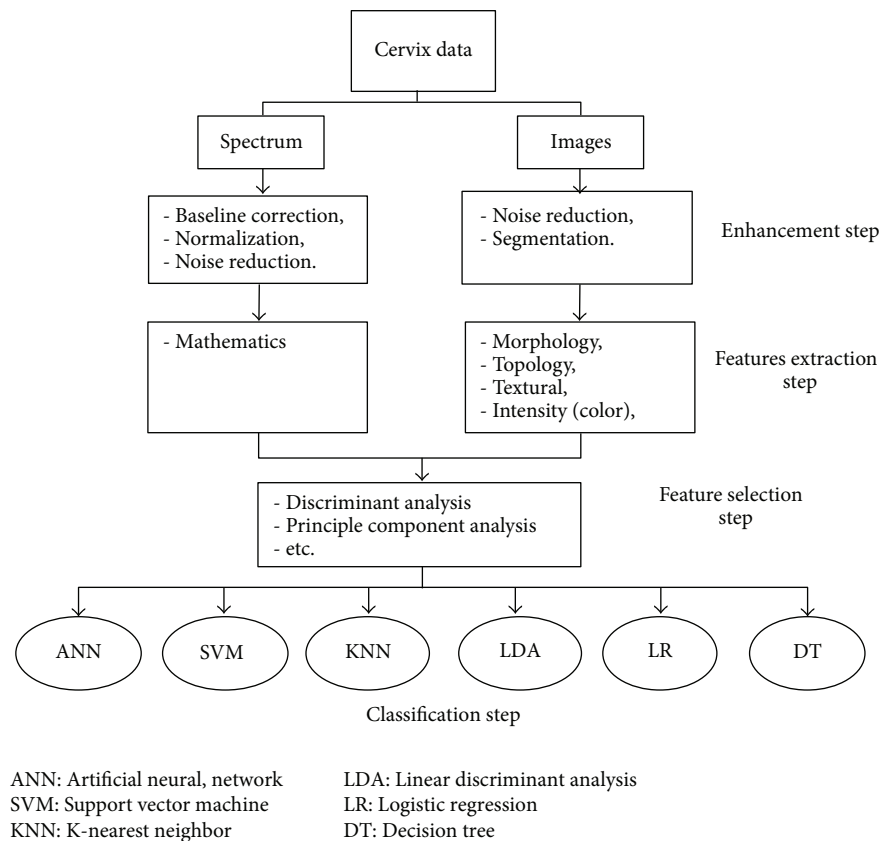 Cervix data
Spectrum
Images
- Baseline correction,
- Normalization,
- Noise reduction.
- Noise reduction,
- Segmentation.
Enhancement step
- Mathematics
- Morphology,
- Topology,
- Textural,
- Intensity (color),
Features extraction
step
- Discriminant analysis
- Principle component analysis
- etc.
Feature selection
step
ANN
SVM
KNN
LDA
LR
DT
Classification step
ANN: Artificial neural, network
SVM: Support vector machine
KNN: K-nearest neighbor
LDA: Linear discriminant analysis
LR: Logistic regression
DT: Decision tree